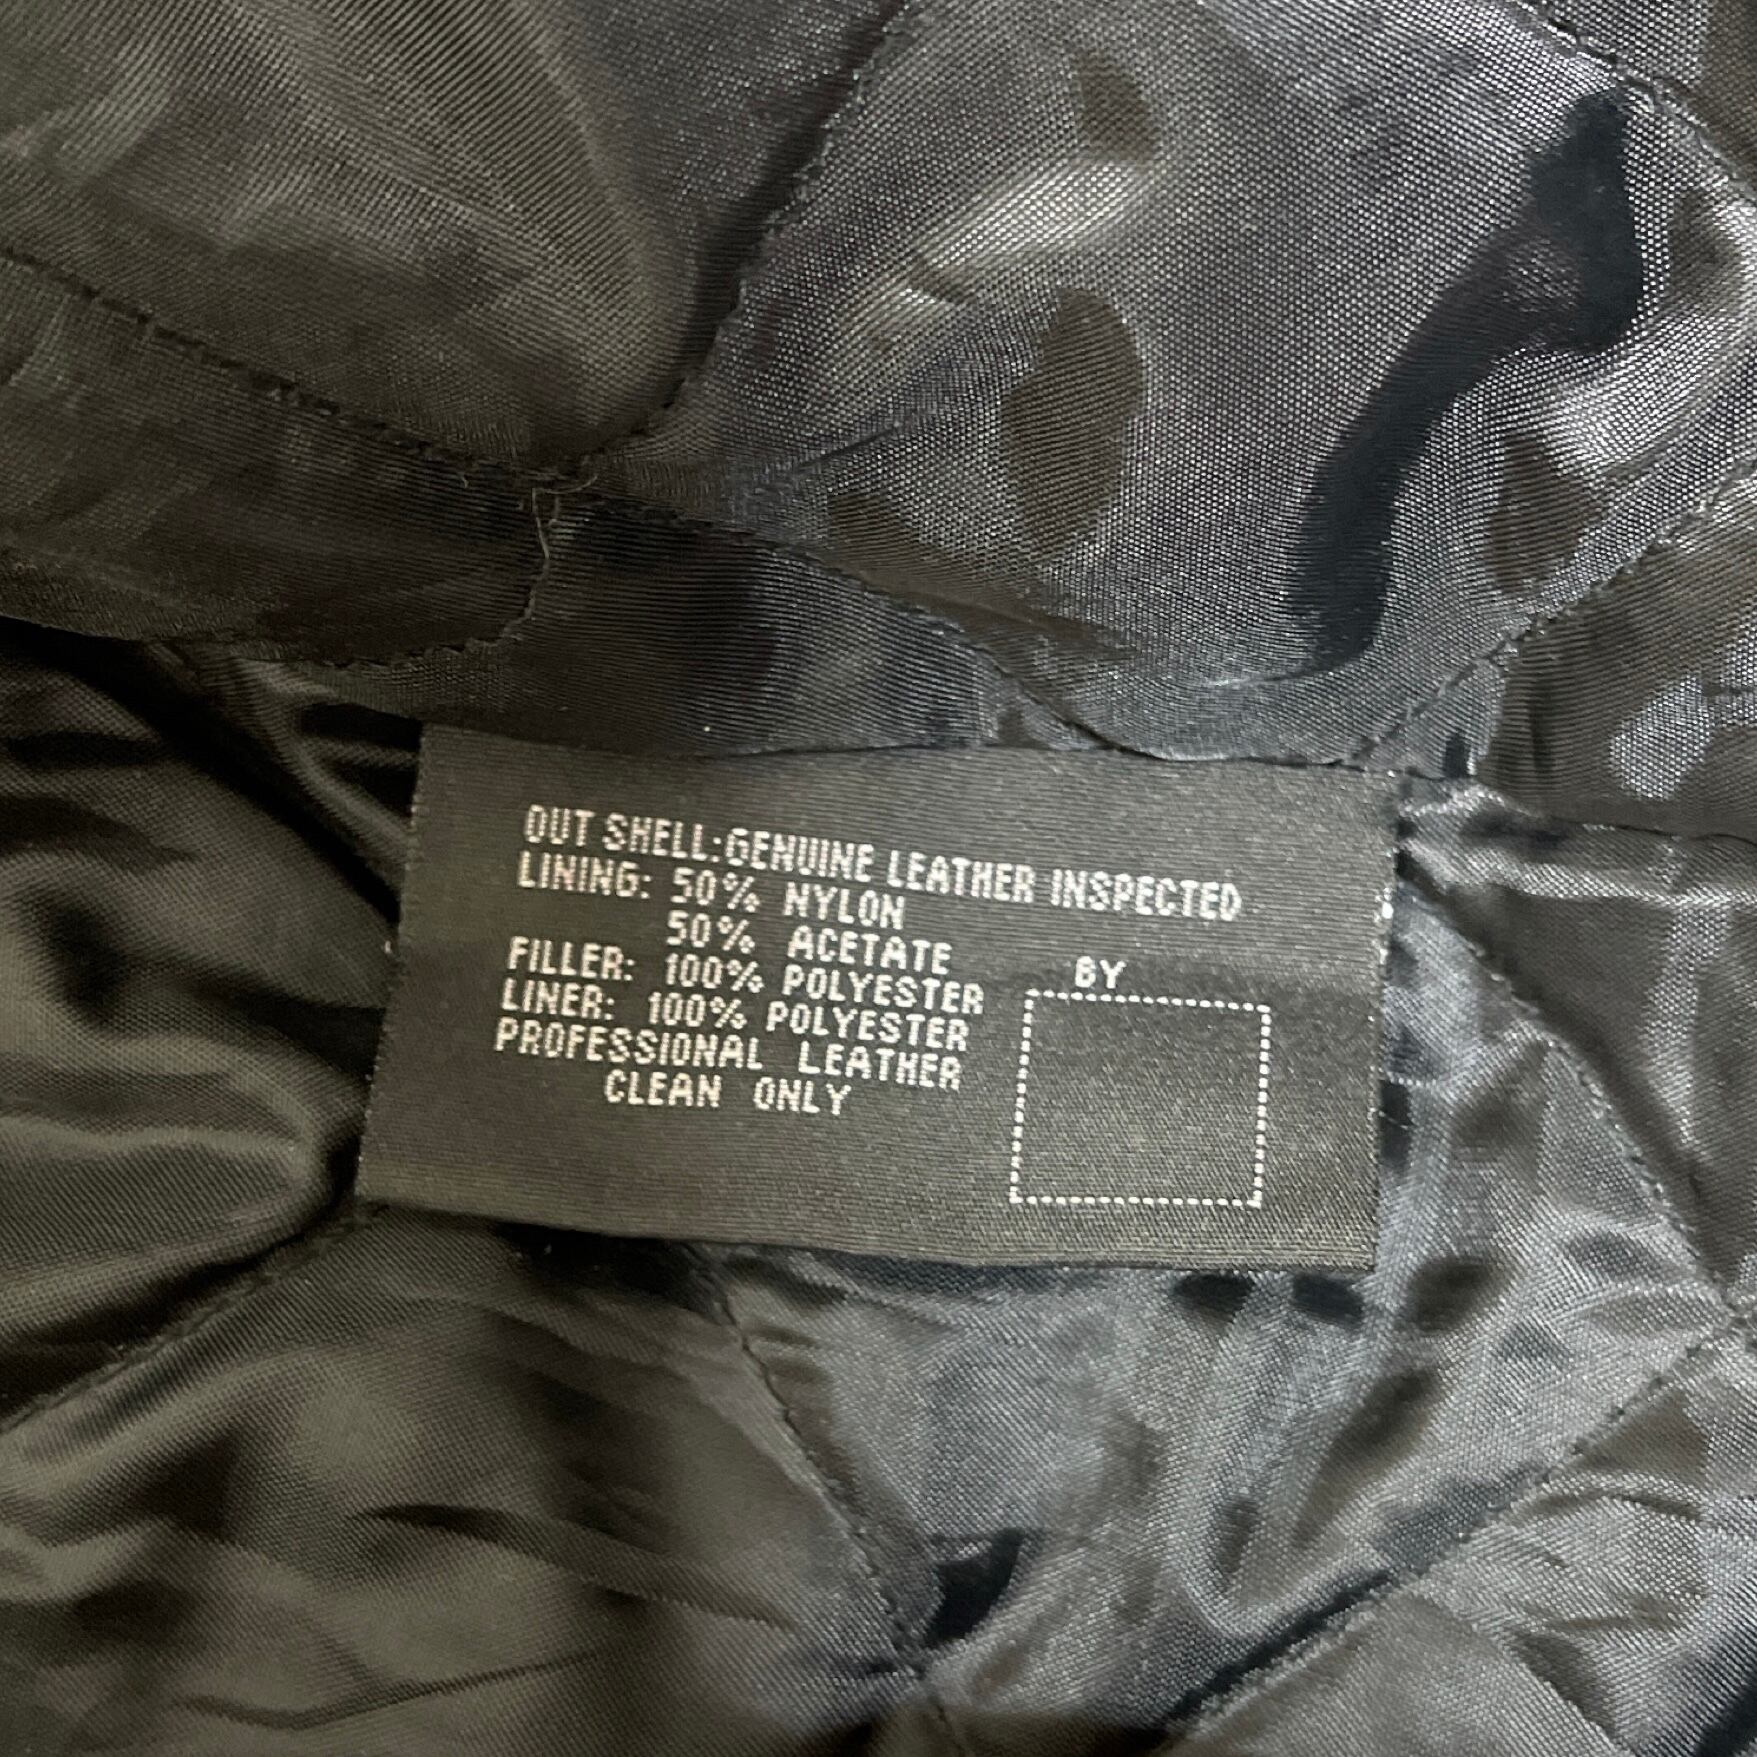 OUT SHELL:GENUINE LEATHER INSPECTED
LINING: 50% NYLON
50% ACETATE
FILLER: 100% POLYESTER
LINER: 100% POLYESTER
PROFESSIONAL LEATHER
CLEAN ONLY
BY